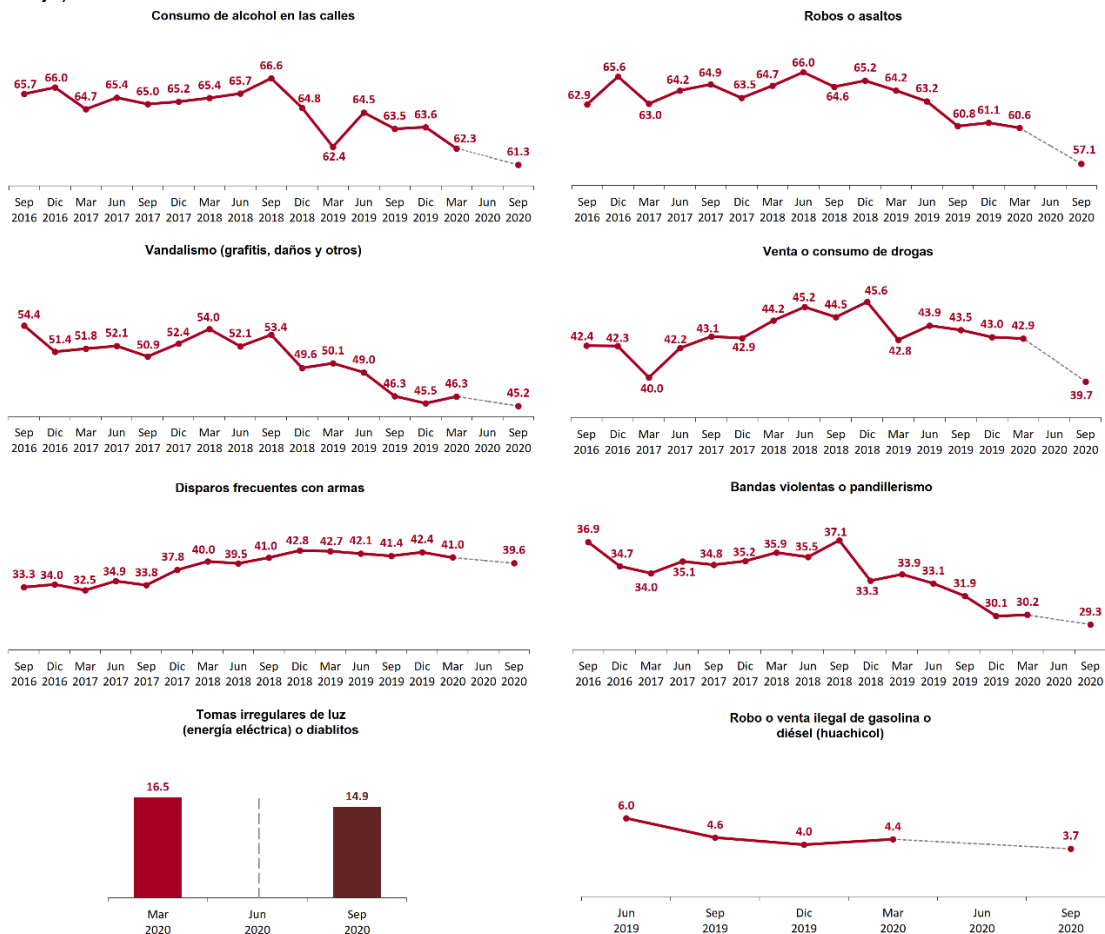 Consumo de alcohol en las calles
65.7 66.0 64.7 65.4 65.0 65.2 65.4 65.7 66.6 64.8 62.4 64.5 63.5 63.6 62.3 61.3
Sep Dic Mar Jun Sep Dic Mar Jun Sep Dic Mar Jun Sep Dic Mar Jun Sep
2016 2016 2017 2017 2017 2017 2018 2018 2018 2018 2019 2019 2019 2019 2020 2020 2020
Robos o asaltos
62.9 65.6 63.0 64.2 64.9 63.5 64.7 66.0 64.6 65.2 64.2 63.2 60.8 61.1 60.6 57.1
Sep Dic Mar Jun Sep Dic Mar Jun Sep Dic Mar Jun Sep Dic Mar Jun Sep
2016 2016 2017 2017 2017 2017 2018 2018 2018 2018 2019 2019 2019 2019 2020 2020 2020
Vandalismo (grafitis, daños y otros)
54.4 51.4 51.8 52.1 50.9 52.4 54.0 52.1 53.4 49.6 50.1 49.0 46.3 45.5 46.3 45.2
Sep Dic Mar Jun Sep Dic Mar Jun Sep Dic Mar Jun Sep Dic Mar Jun Sep
2016 2016 2017 2017 2017 2017 2018 2018 2018 2018 2019 2019 2019 2019 2020 2020 2020
Venta o consumo de drogas
42.4 42.3 40.0 42.2 43.1 42.9 44.2 45.2 44.5 45.6 42.8 43.9 43.5 43.0 42.9 39.7
Sep Dic Mar Jun Sep Dic Mar Jun Sep Dic Mar Jun Sep Dic Mar Jun Sep
2016 2016 2017 2017 2017 2017 2018 2018 2018 2018 2019 2019 2019 2019 2020 2020 2020
Disparos frecuentes con armas
33.3 34.0 32.5 34.9 33.8 37.8 40.0 39.5 41.0 42.8 42.7 42.1 41.4 42.4 41.0 39.6
Sep Dic Mar Jun Sep Dic Mar Jun Sep Dic Mar Jun Sep Dic Mar Jun Sep
2016 2016 2017 2017 2017 2017 2018 2018 2018 2018 2019 2019 2019 2019 2020 2020 2020
Bandas violentas o pandillerismo
36.9 34.7 34.0 35.1 34.8 35.2 35.9 35.5 37.1 33.3 33.9 33.1 31.9 30.1 30.2 29.3
Sep Dic Mar Jun Sep Dic Mar Jun Sep Dic Mar Jun Sep Dic Mar Jun Sep
2016 2016 2017 2017 2017 2017 2018 2018 2018 2018 2019 2019 2019 2019 2020 2020 2020
Tomas irregulares de luz
(energía eléctrica) o diablitos
16.5 14.9
Mar Jun Sep
2020 2020 2020
Robo o venta ilegal de gasolina o
diésel (huachicol)
6.0 4.6 4.0 4.4 3.7
Jun Sep Dic Mar Jun Sep
2019 2019 2019 2020 2020 2020